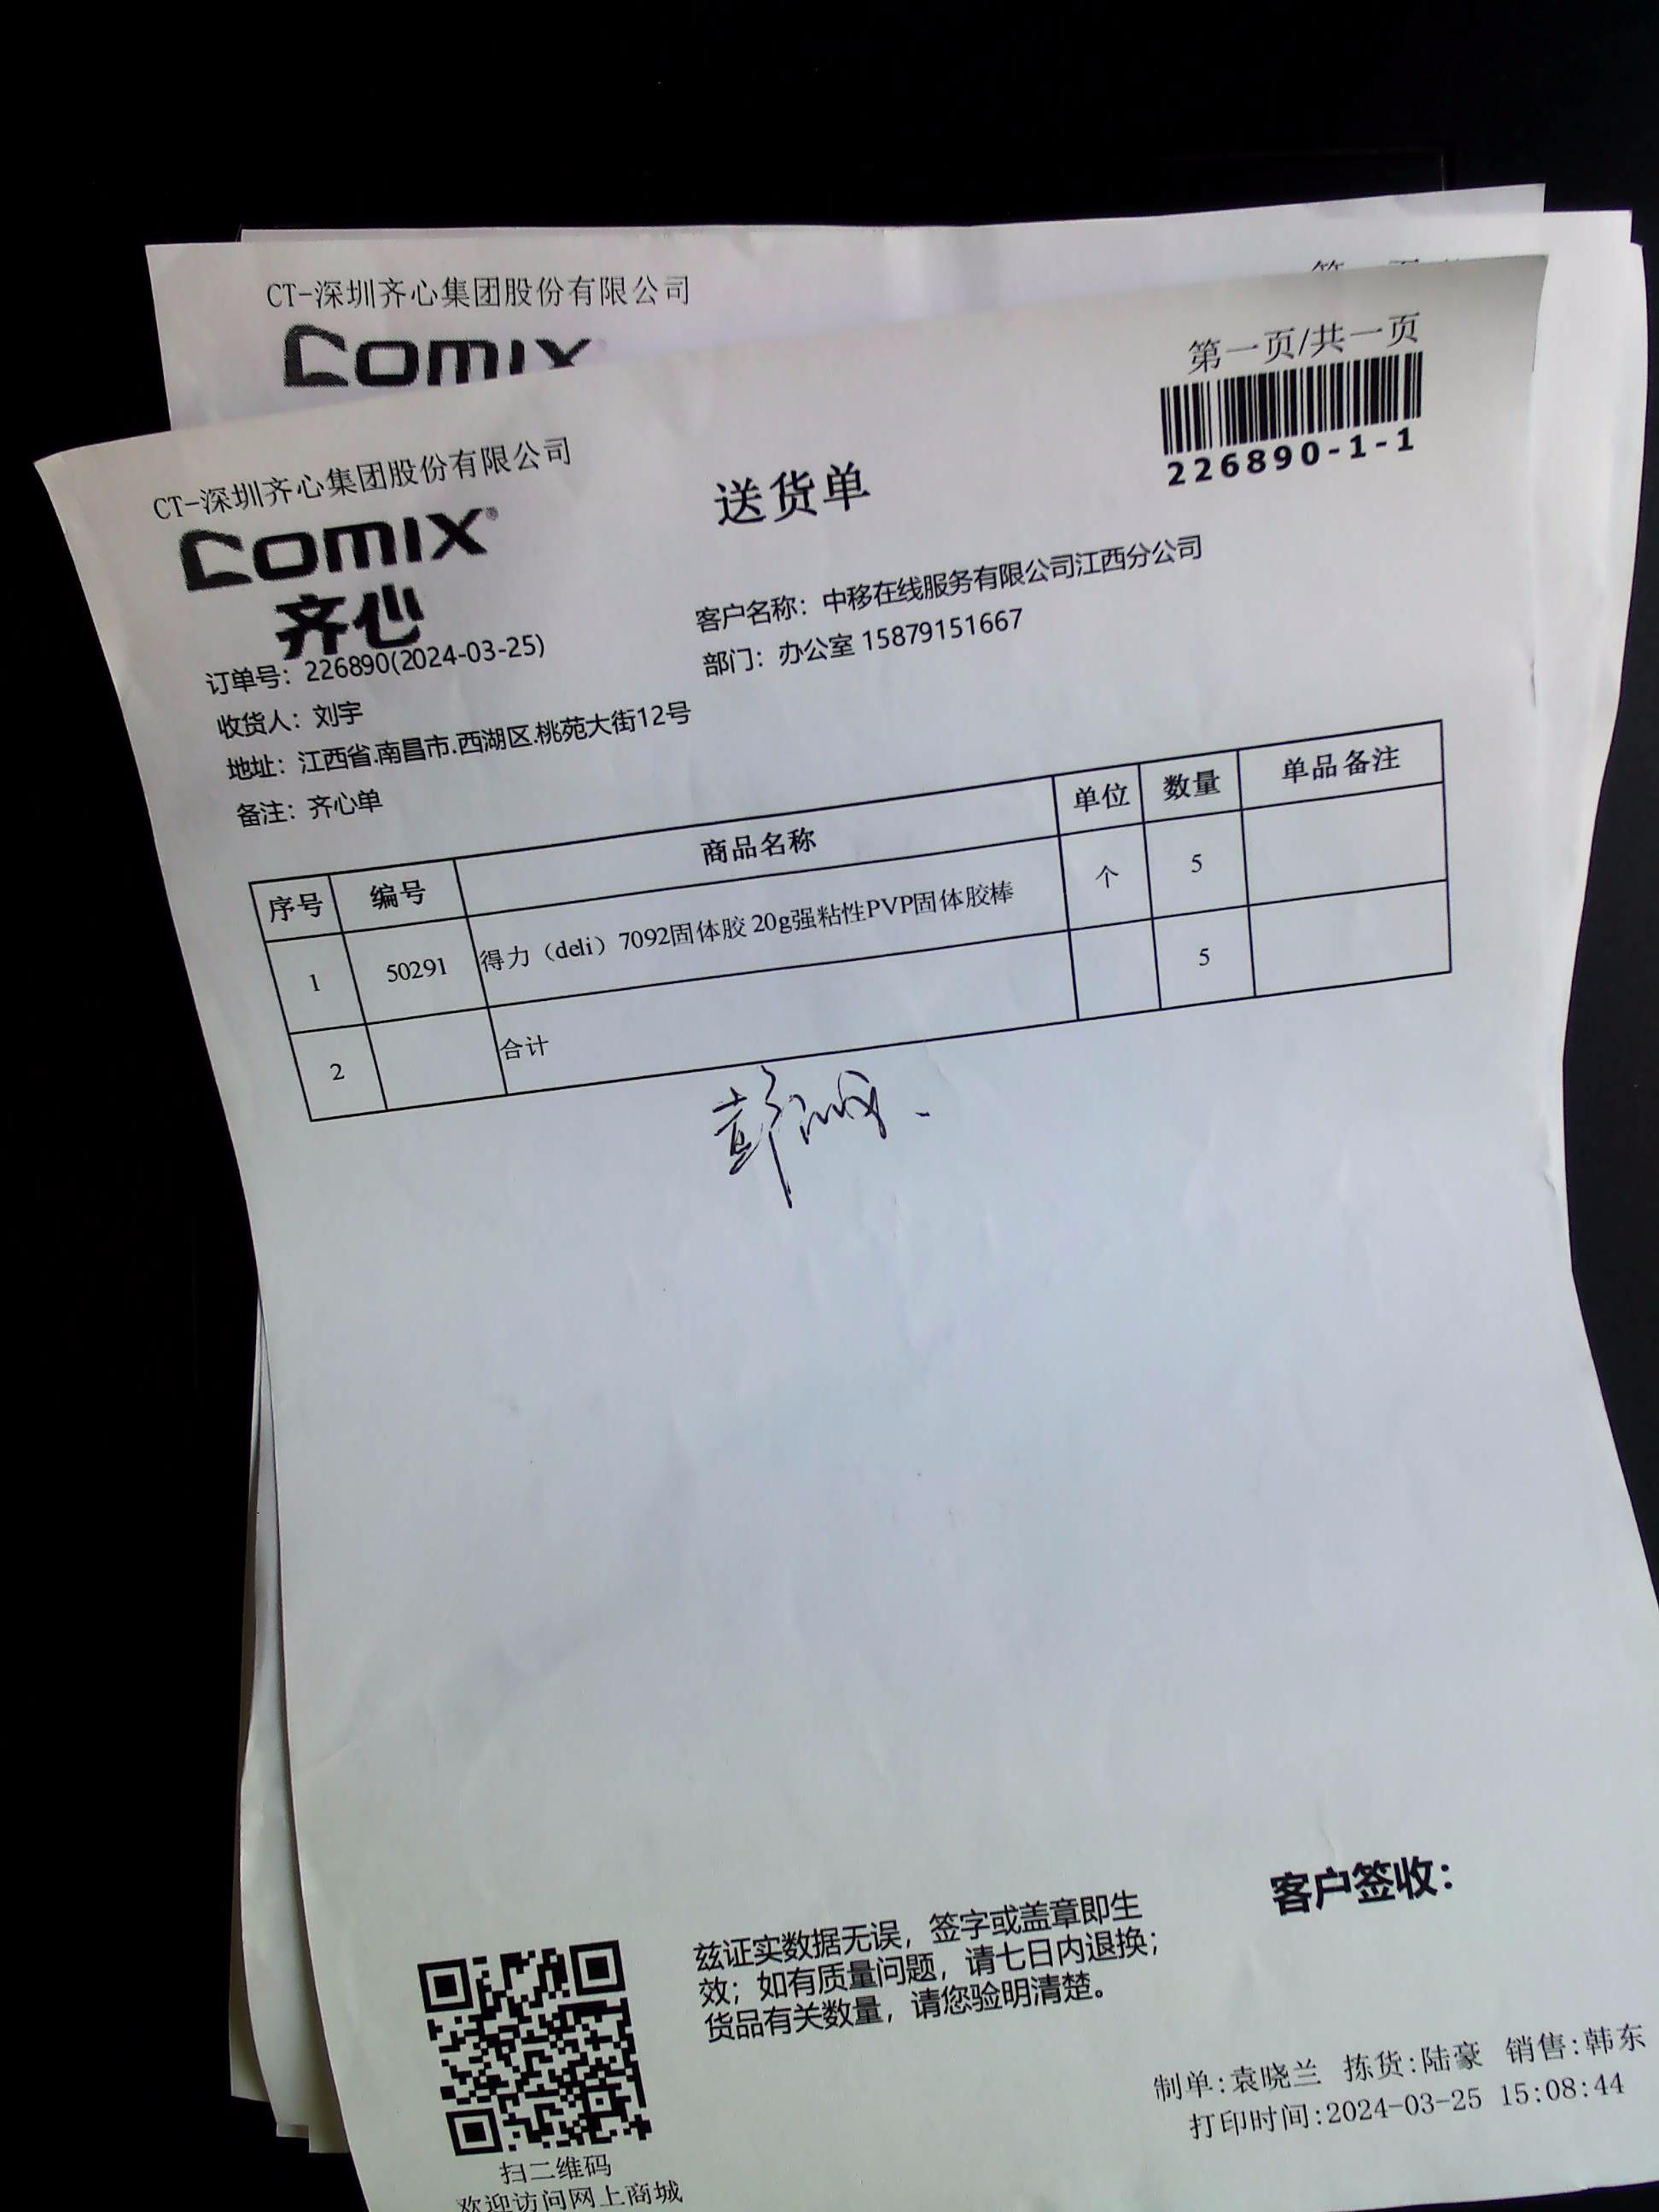 CT-深圳齐心集团股份有限公司
comix
第一页/共一页
226890-1-1
CT-深圳齐心集团股份有限公司
comix®
齐心
送货单
订单号：226890(2024-03-25)
客户名称：中移在线服务有限公司江西分公司
收货人：刘宇
部门：办公室 15879151667
地址：江西省.南昌市.西湖区.桃苑大街12号
备注：齐心单
序号 编号 商品名称 单位 数量 单品备注
1 50291 得力（deli）7092固体胶 20g强粘性PVP固体胶棒 个 5
2 合计 5
客户签收：
兹证实数据无误，签字或盖章即生
效；如有质量问题，请七日内退换；
货品有关数量，请您验明清楚。
制单:袁晓兰 拣货:陆豪 销售:韩东
打印时间:2024-03-25 15:08:44
扫二维码
欢迎访问网上商城